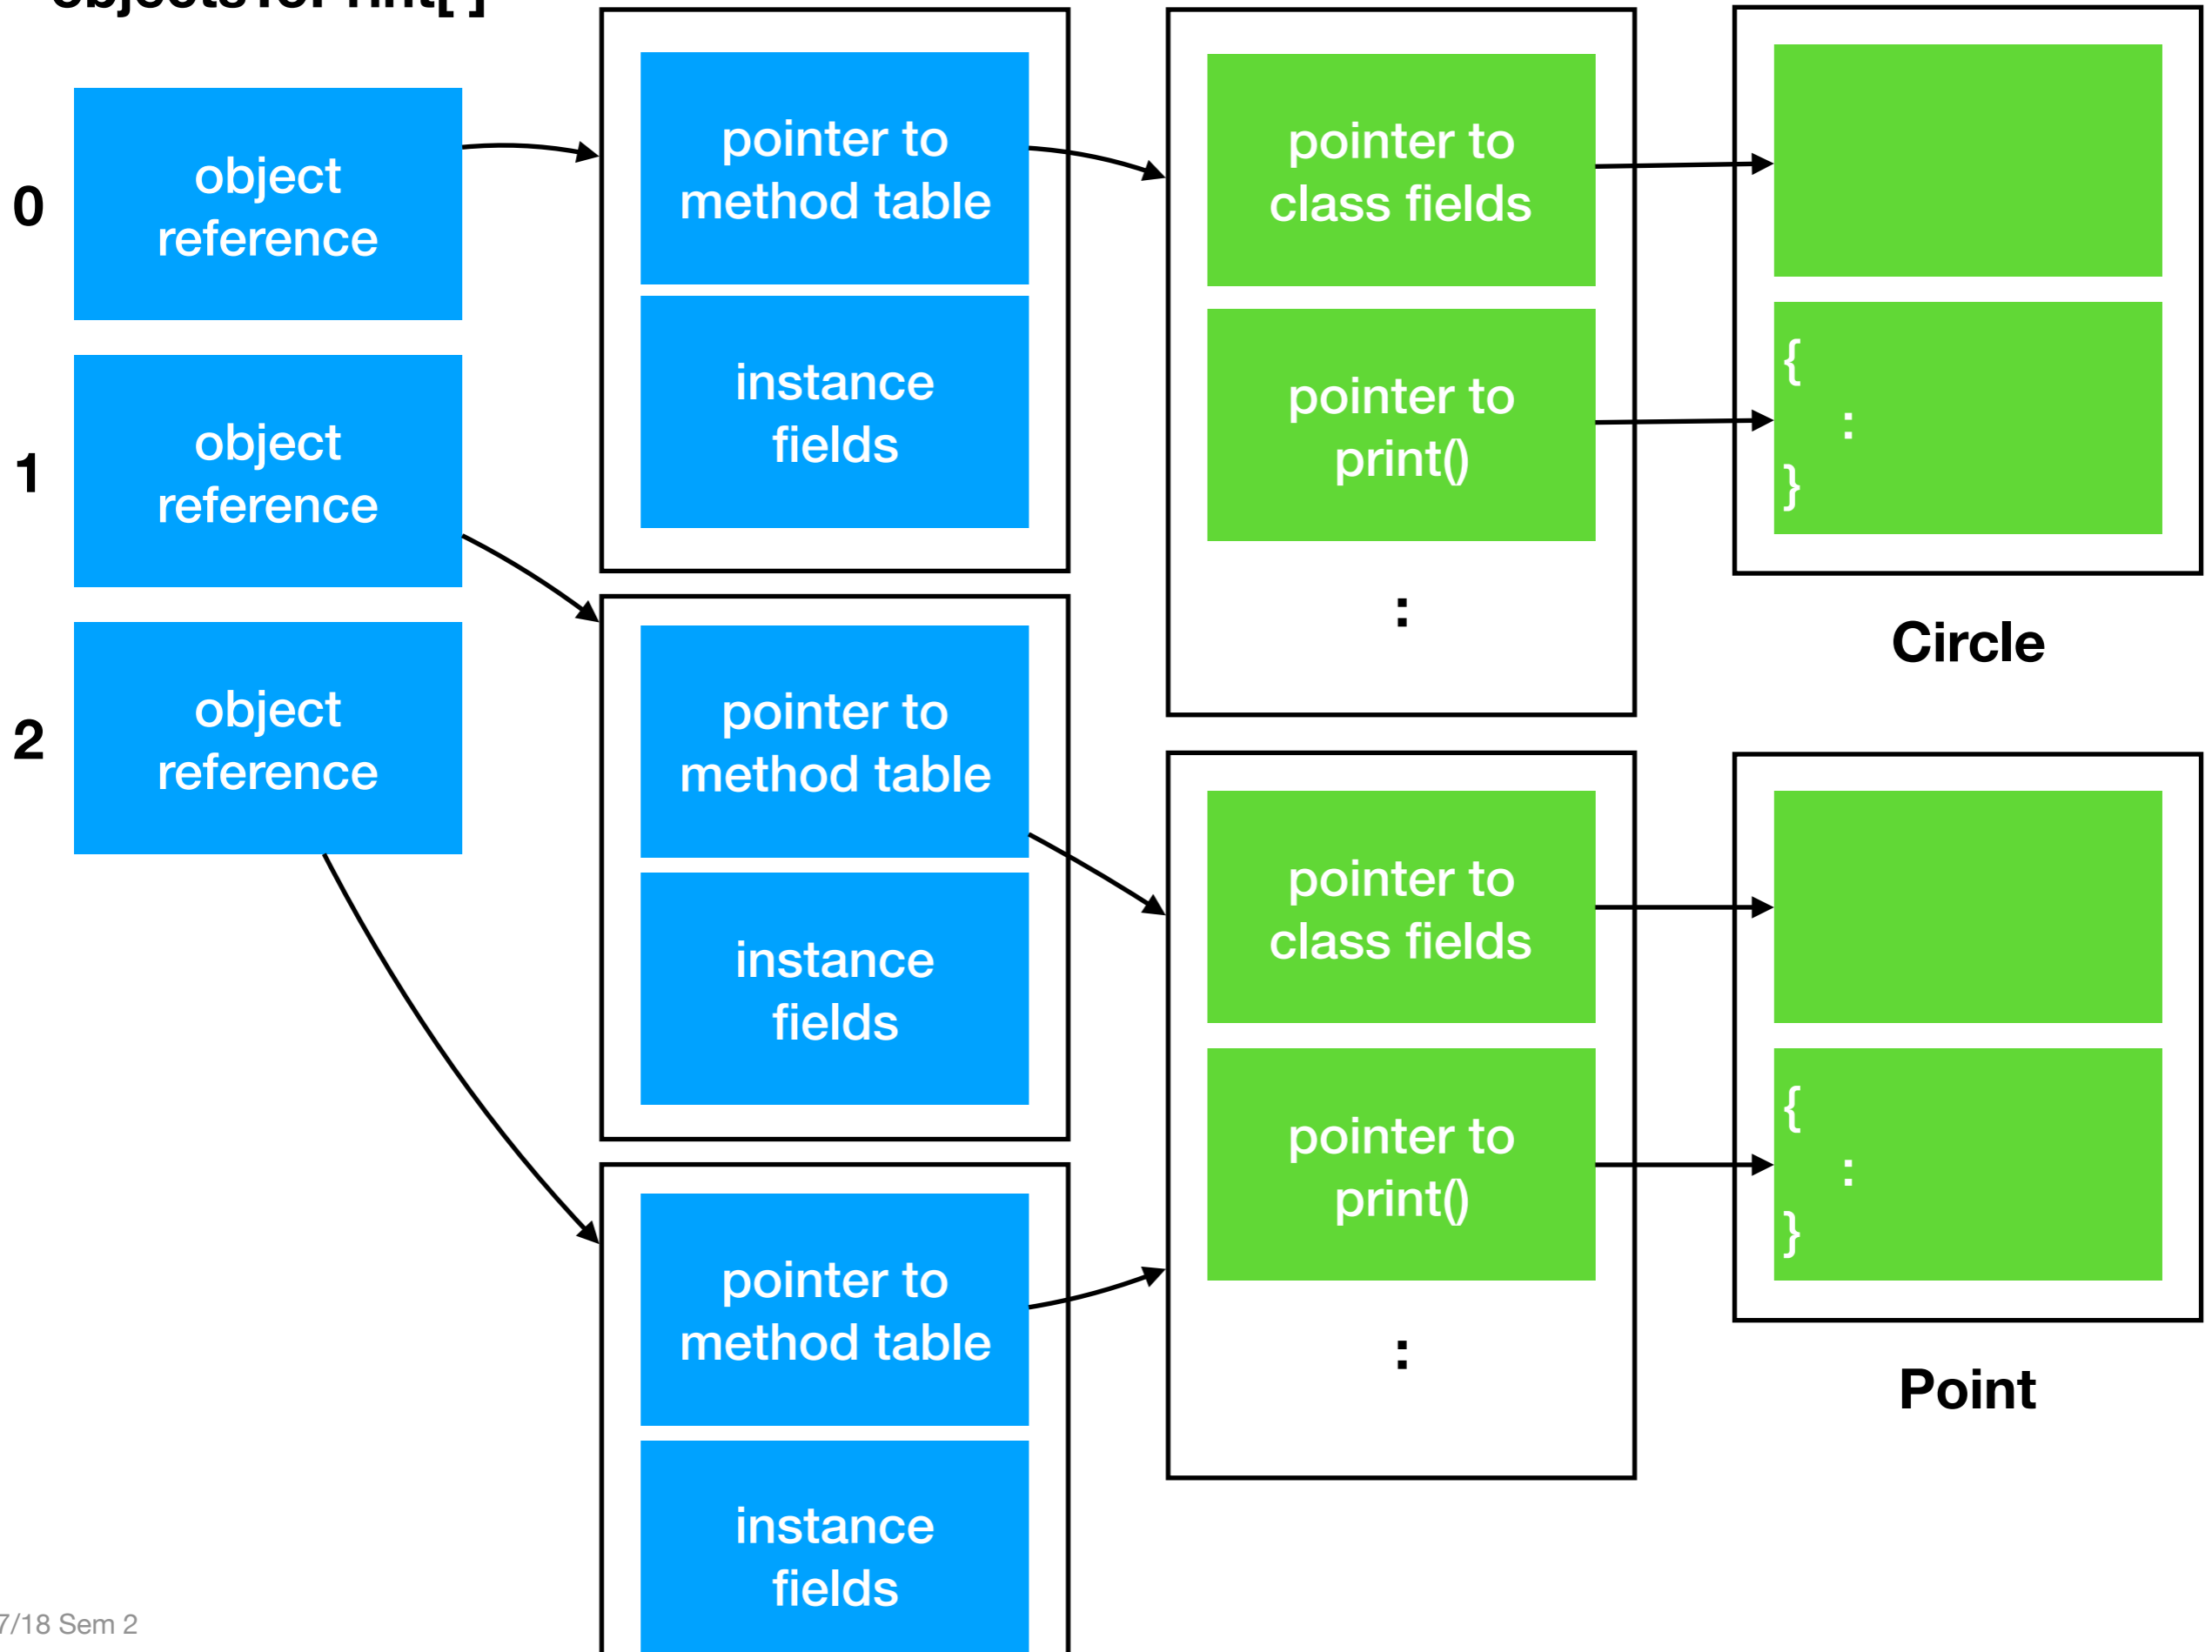 objectsToPrint[ ]
0
object
reference
1
object
reference
2
object
reference
pointer to
method table
instance
fields
pointer to
method table
instance
fields
pointer to
method table
instance
fields
pointer to
class fields
pointer to
print()
:
pointer to
class fields
pointer to
print()
:
{
:
}
Circle
{
:
}
Point
7/18 Sem 2